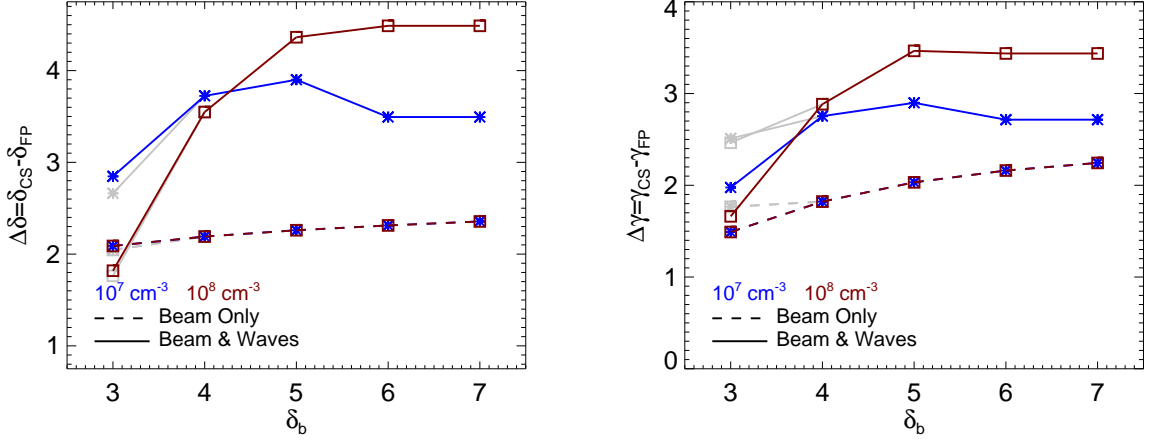 Δδ=δCS-δFP
4
3
2
1
10⁷ cm⁻³ 10⁸ cm⁻³
Beam Only
Beam & Waves
3 4 5 6 7
δb
Δγ=γCS-γFP
4
3
2
1
0
10⁷ cm⁻³ 10⁸ cm⁻³
Beam Only
Beam & Waves
3 4 5 6 7
δb